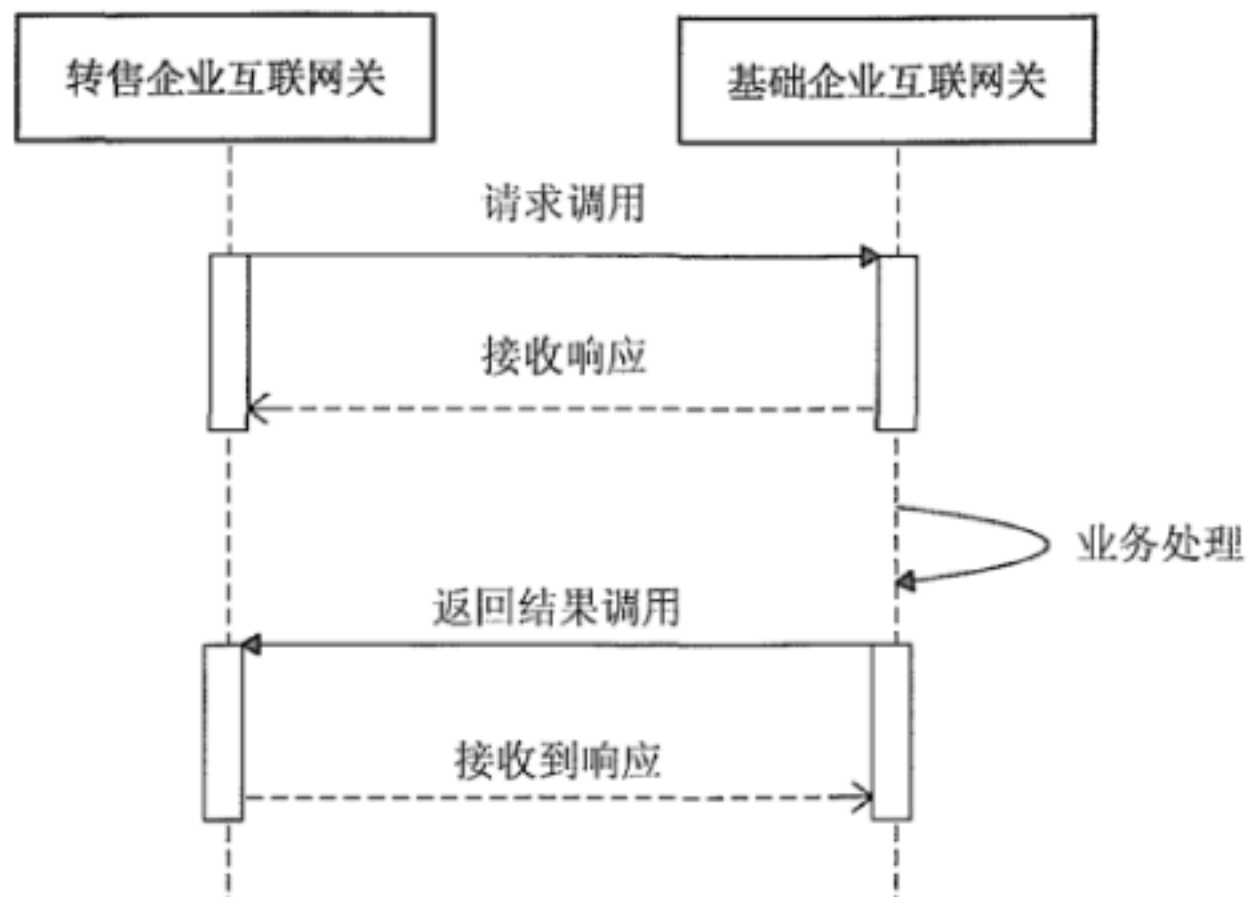 转售企业互联网关
基础企业互联网关
请求调用
接收响应
业务处理
返回结果调用
接收到响应